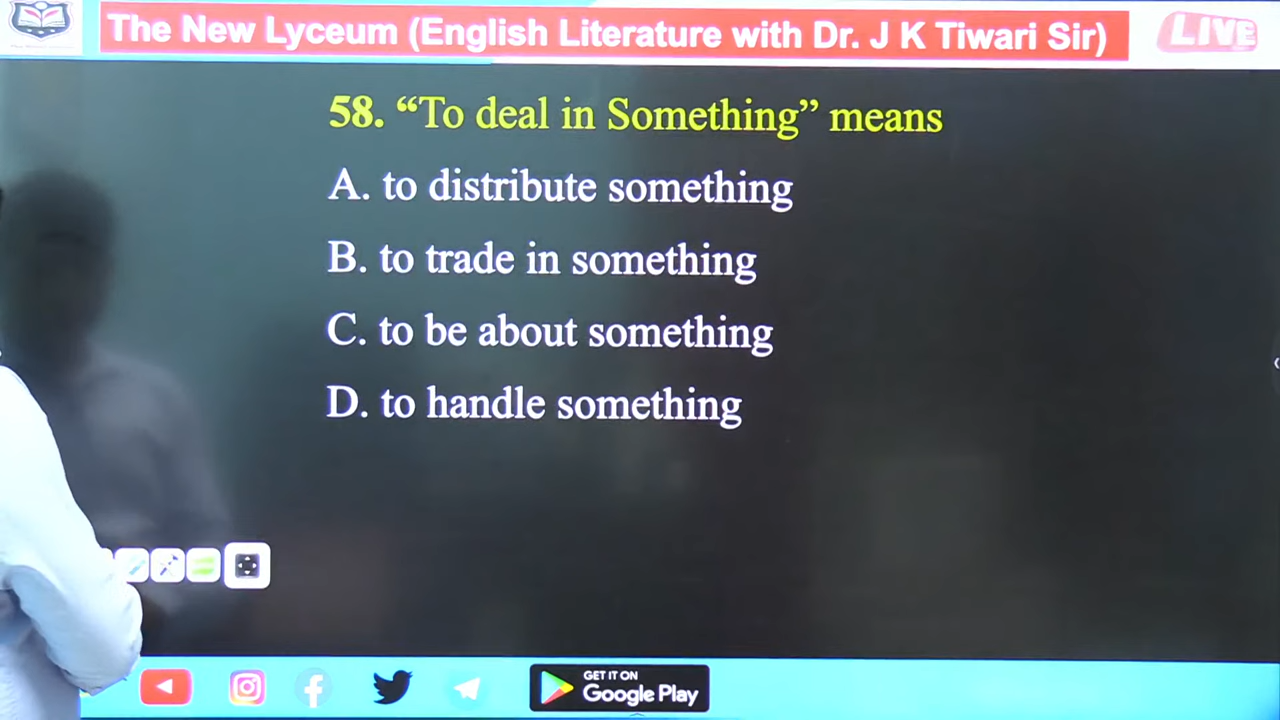 The New Lyceum (English Literature with Dr. J K Tiwari Sir)
LIVE
58. “To deal in Something” means
A. to distribute something
B. to trade in something
C. to be about something
D. to handle something
GET IT ON
Google Play